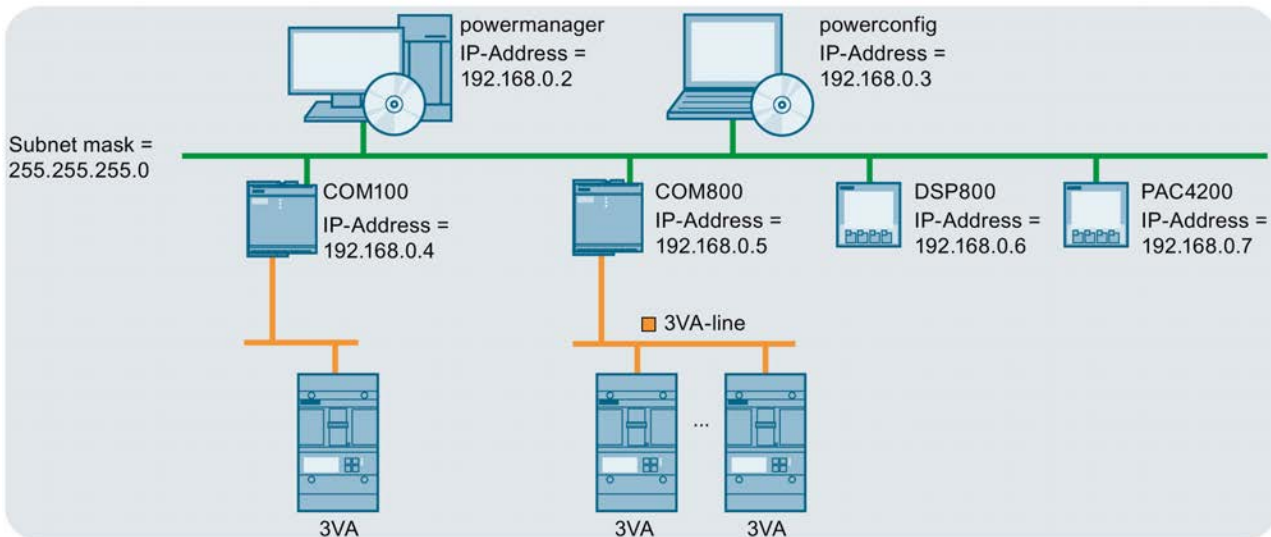 powermanager
IP-Address =
192.168.0.2
powerconfig
IP-Address =
192.168.0.3
Subnet mask =
255.255.255.0
COM100
IP-Address =
192.168.0.4
COM800
IP-Address =
192.168.0.5
DSP800
IP-Address =
192.168.0.6
PAC4200
IP-Address =
192.168.0.7
3VA-line
...
3VA
3VA
3VA